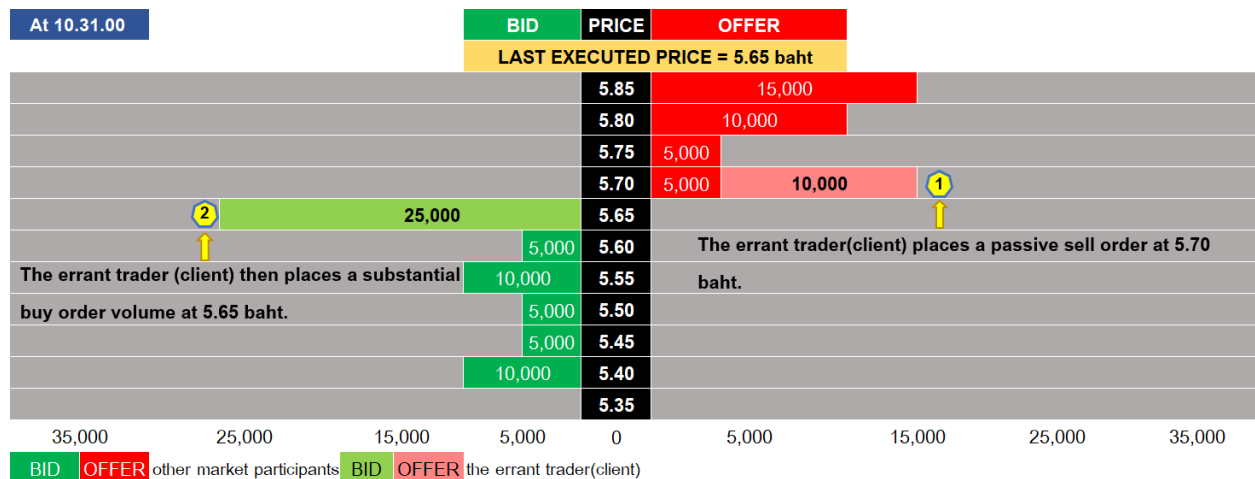 At 10.31.00 BID PRICE OFFER
LAST EXECUTED PRICE = 5.65 baht
5.85 15,000
5.80 10,000
5.75 5,000
5.70 5,000 10,000 1
2 25,000 5.65
5,000 5.60
The errant trader(client) places a passive sell order at 5.70
baht.
The errant trader (client) then places a substantial
buy order volume at 5.65 baht.
10,000 5.55
5,000 5.50
5,000 5.45
10,000 5.40
5.35
35,000 25,000 15,000 5,000 0 5,000 15,000 25,000 35,000
BID OFFER other market participants BID OFFER the errant trader(client)